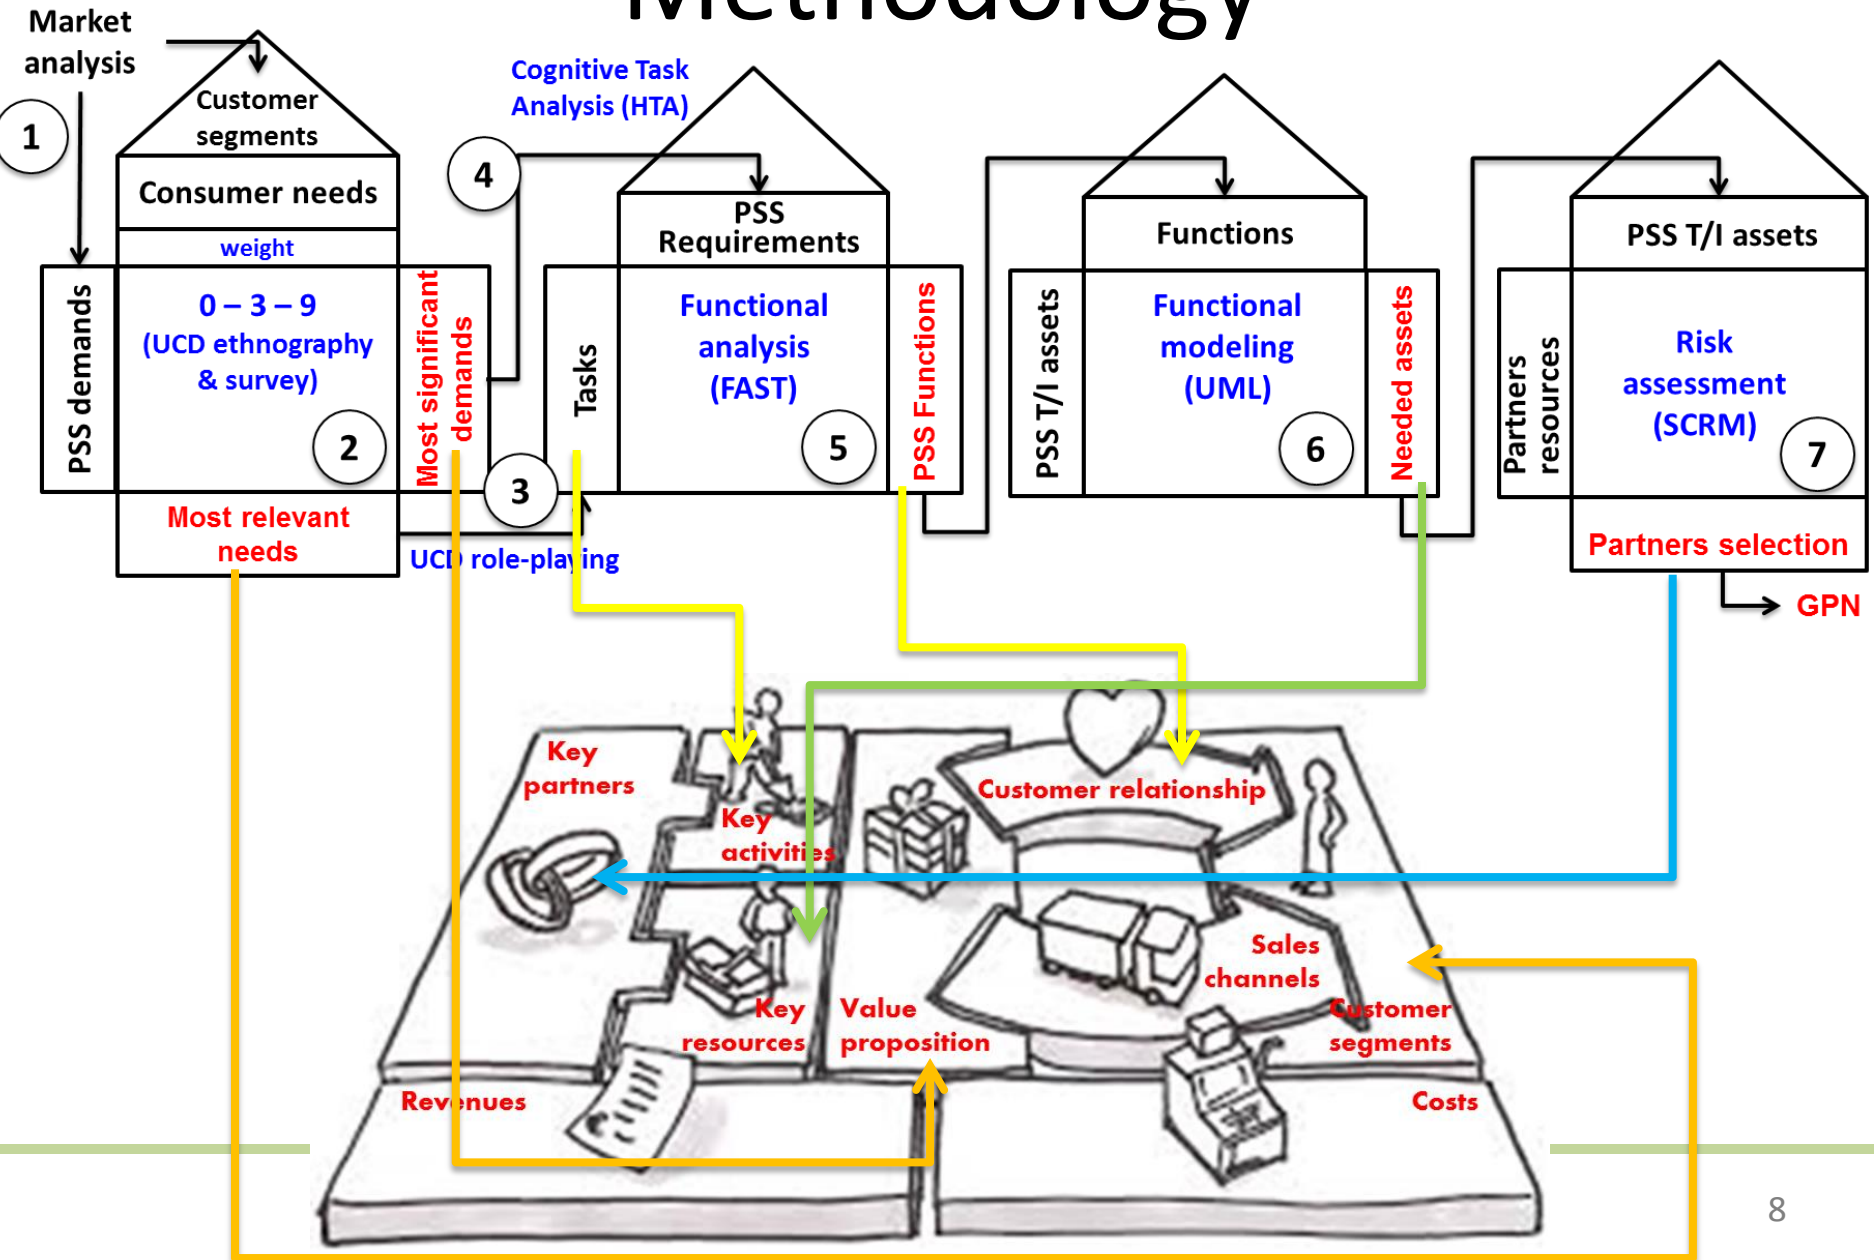 Methodology
Market
analysis
1
Customer
segments
Consumer needs
weight
PSS demands
0 – 3 – 9
(UCD ethnography
& survey)
2
Most significant
demands
Most relevant
needs
3
UCD role-playing
4
Cognitive Task
Analysis (HTA)
PSS
Requirements
Tasks
Functional
analysis
(FAST)
5
PSS Functions
Functions
PSS T/I assets
Functional
modeling
(UML)
6
Needed assets
PSS T/I assets
Partners
resources
Risk
assessment
(SCRM)
7
Partners selection
GPN
Key
partners
Key
activities
Customer relationship
Key
resources
Value
proposition
Sales
channels
Customer
segments
Revenues
Costs
8